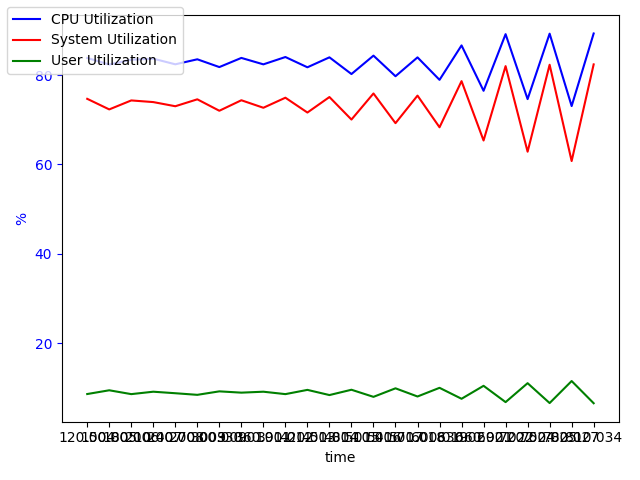 CPU Utilization
System Utilization
User Utilization
80
60
40
20
%
time